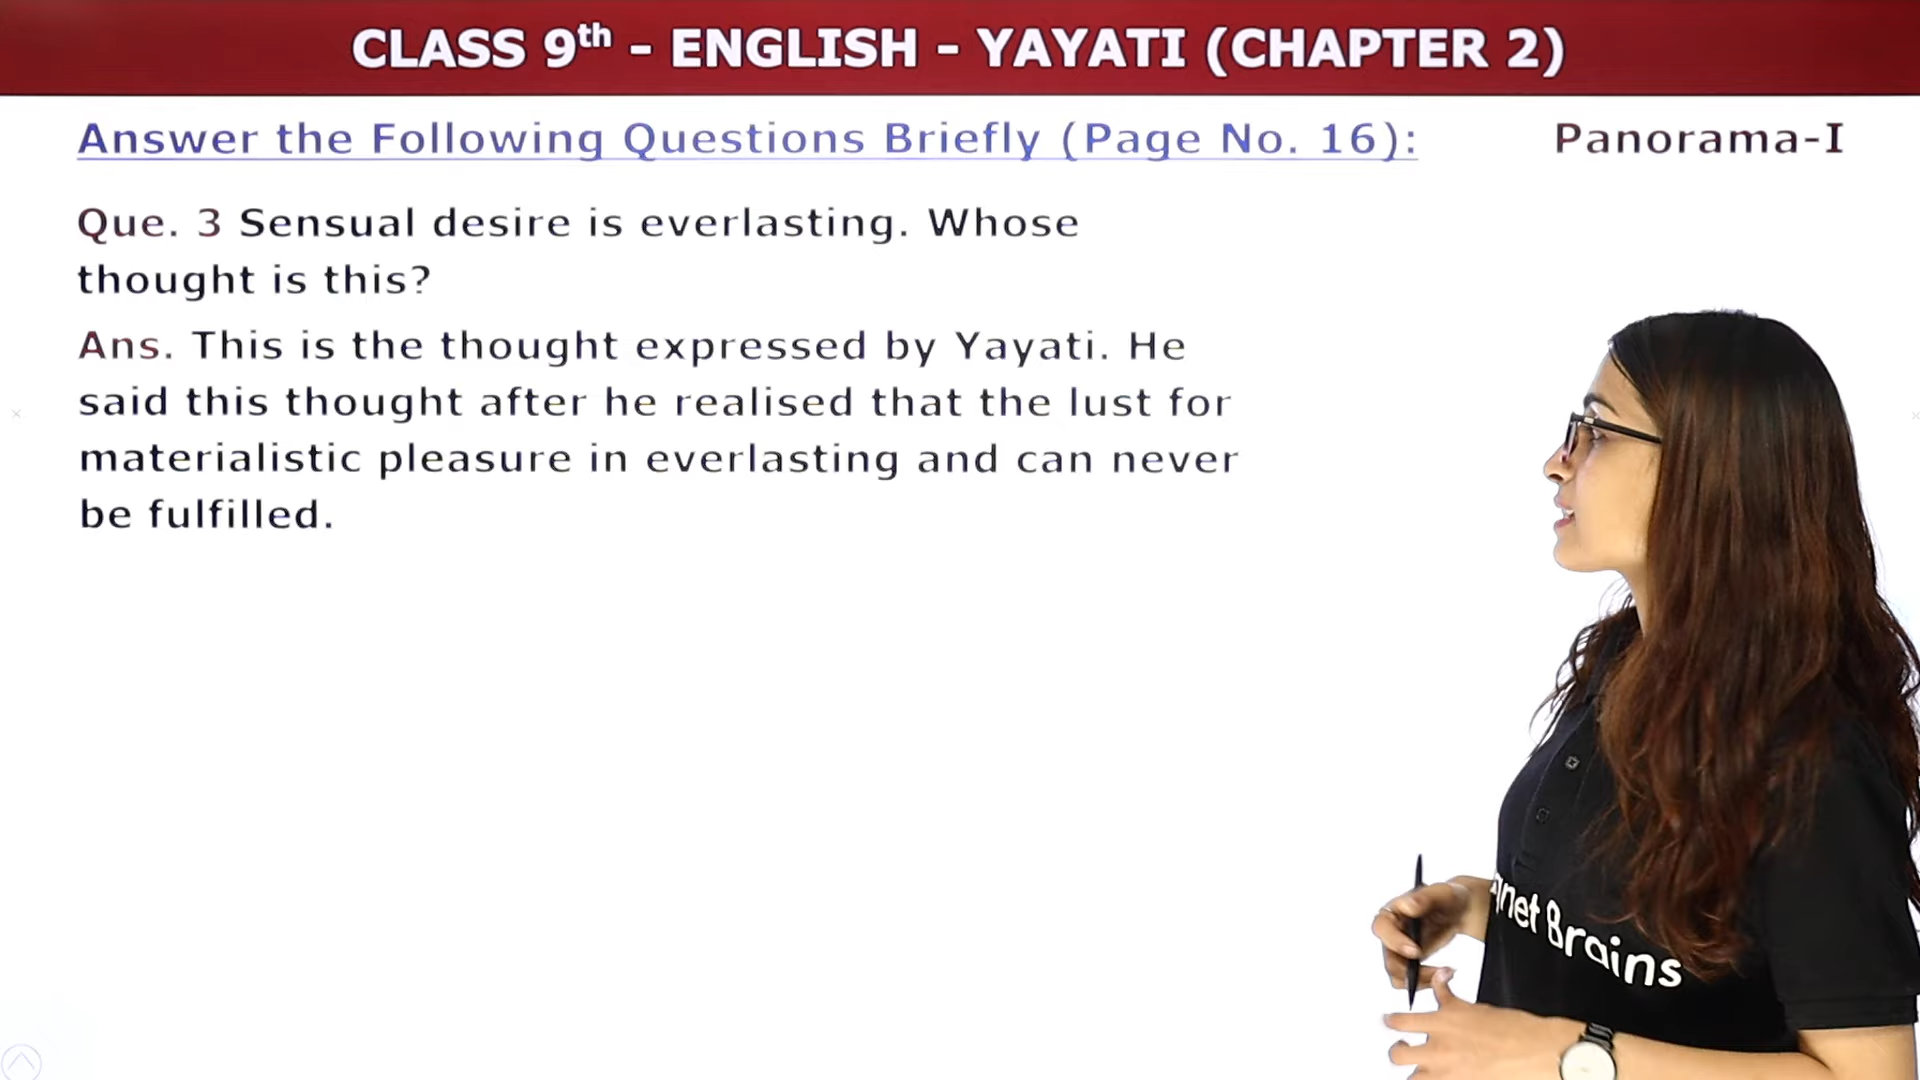 CLASS 9th - ENGLISH - YAYATI (CHAPTER 2)
Answer the Following Questions Briefly (Page No. 16):
Panorama-I
Que. 3 Sensual desire is everlasting. Whose
thought is this?
Ans. This is the thought expressed by Yayati. He
said this thought after he realised that the lust for
materialistic pleasure in everlasting and can never
be fulfilled.
gnet Brains